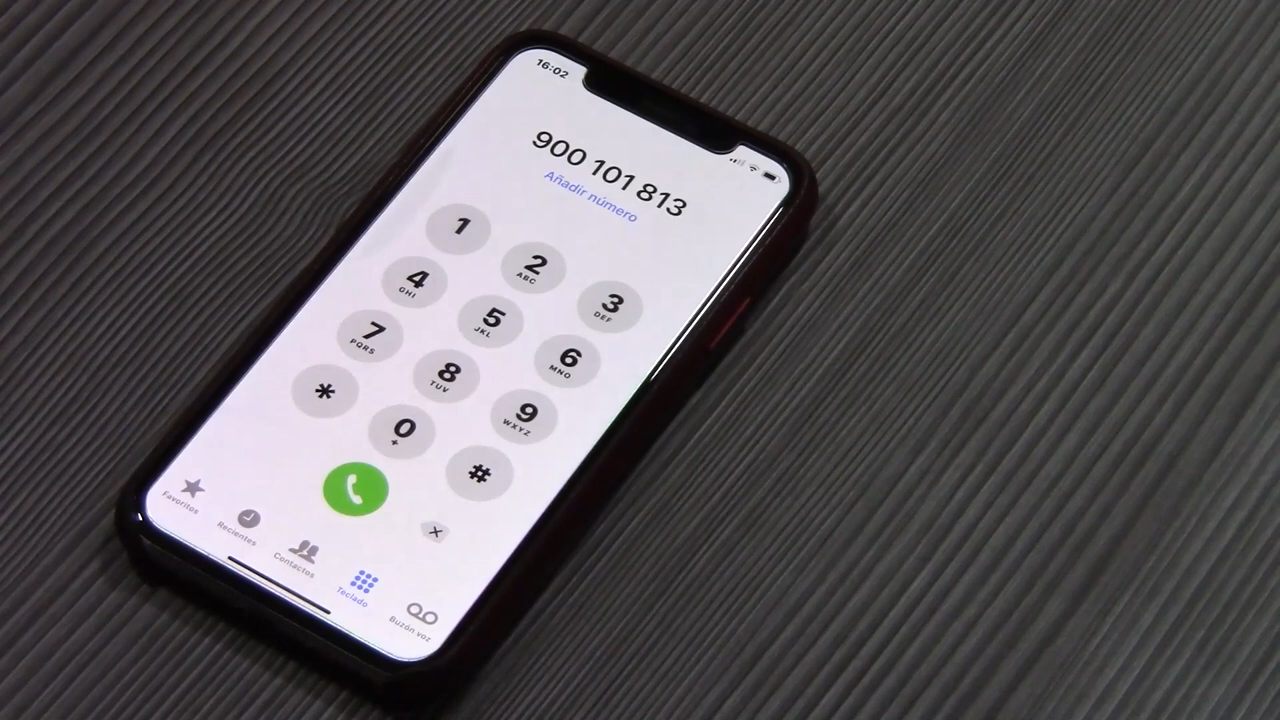 16:02
900 101 813
Añadir número
1
2
ABC
3
DEF
4
GHI
5
JKL
6
MNO
7
PQRS
8
TUV
9
WXYZ
*
0
+
#
Favoritos
Recientes
Contactos
Teclado
Buzón voz